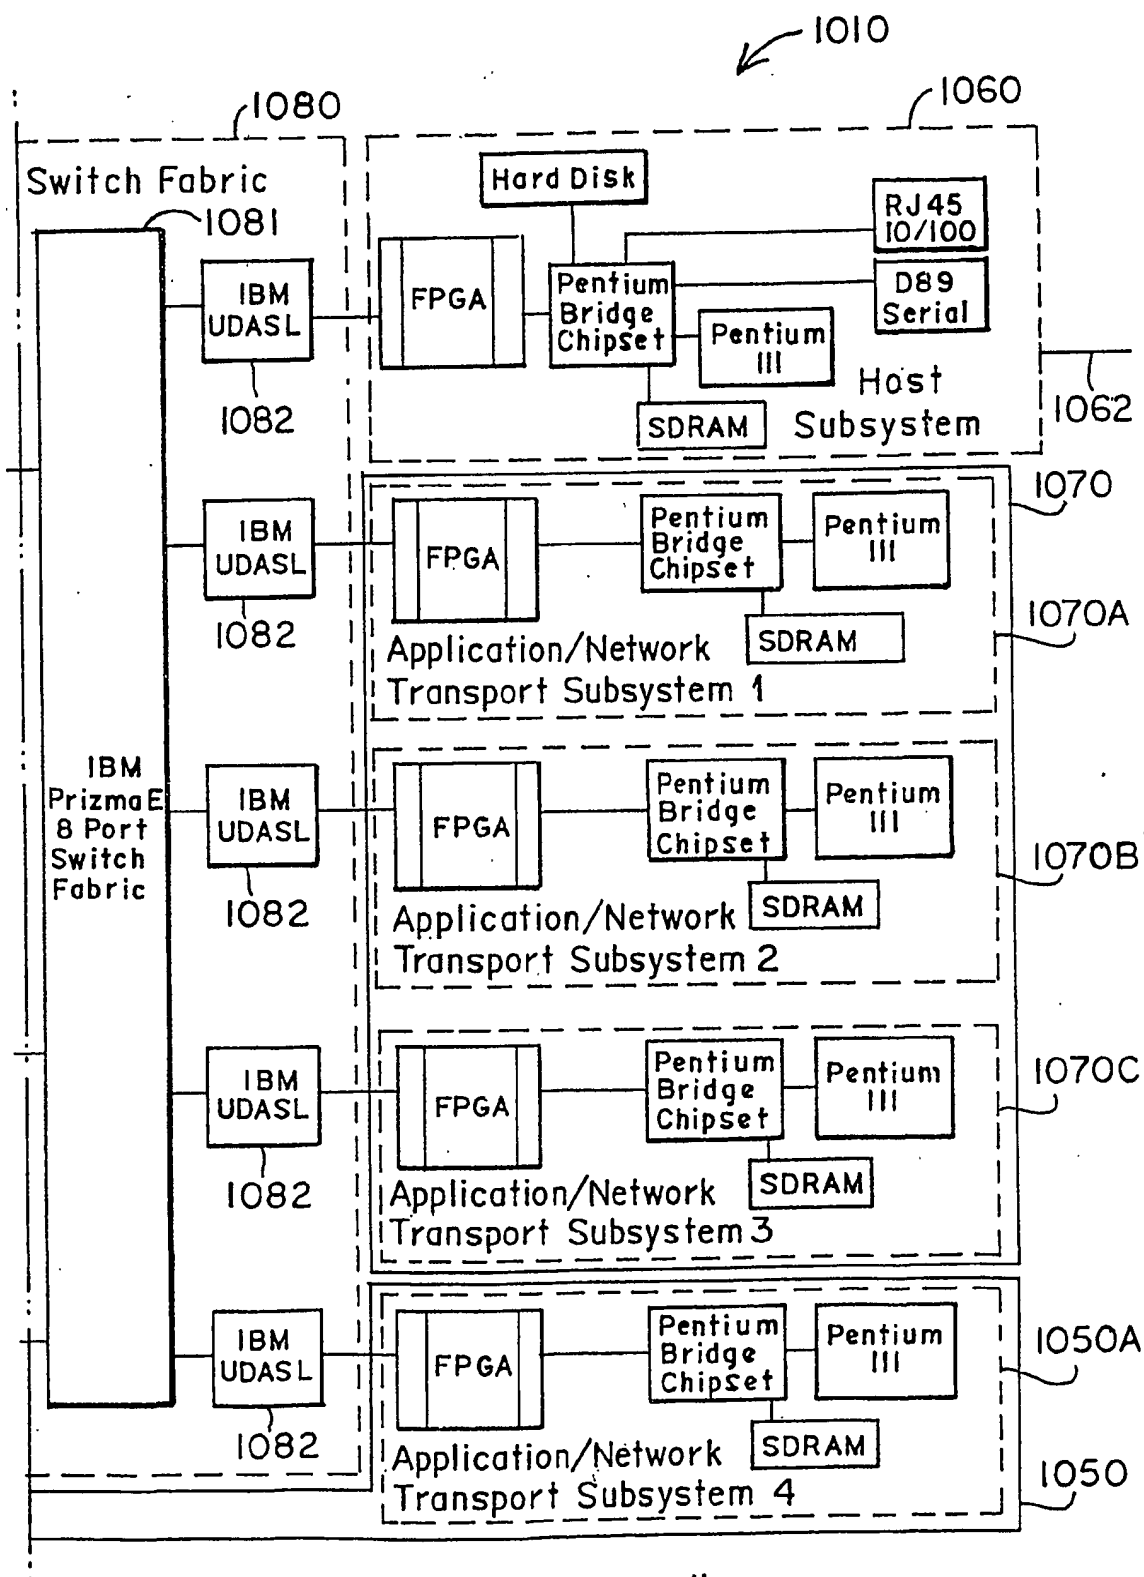 1010
1080
1060
Switch Fabric
1081
Hard Disk
RJ45
10/100
IBM
UDASL
FPGA
Pentium
Bridge
Chipset
D89
Serial
Pentium
III
1082
SDRAM
Host
Subsystem
1062
1070
IBM
UDASL
FPGA
Pentium
Bridge
Chipset
Pentium
III
1082
SDRAM
1070A
Application/Network
Transport Subsystem 1
IBM
PrizmaE
8 Port
Switch
Fabric
IBM
UDASL
FPGA
Pentium
Bridge
Chipset
Pentium
III
1082
SDRAM
1070B
Application/Network
Transport Subsystem 2
IBM
UDASL
FPGA
Pentium
Bridge
Chipset
Pentium
III
1070C
1082
SDRAM
Application/Network
Transport Subsystem 3
IBM
UDASL
FPGA
Pentium
Bridge
Chipset
Pentium
III
1050A
1082
SDRAM
Application/Network
Transport Subsystem 4
1050